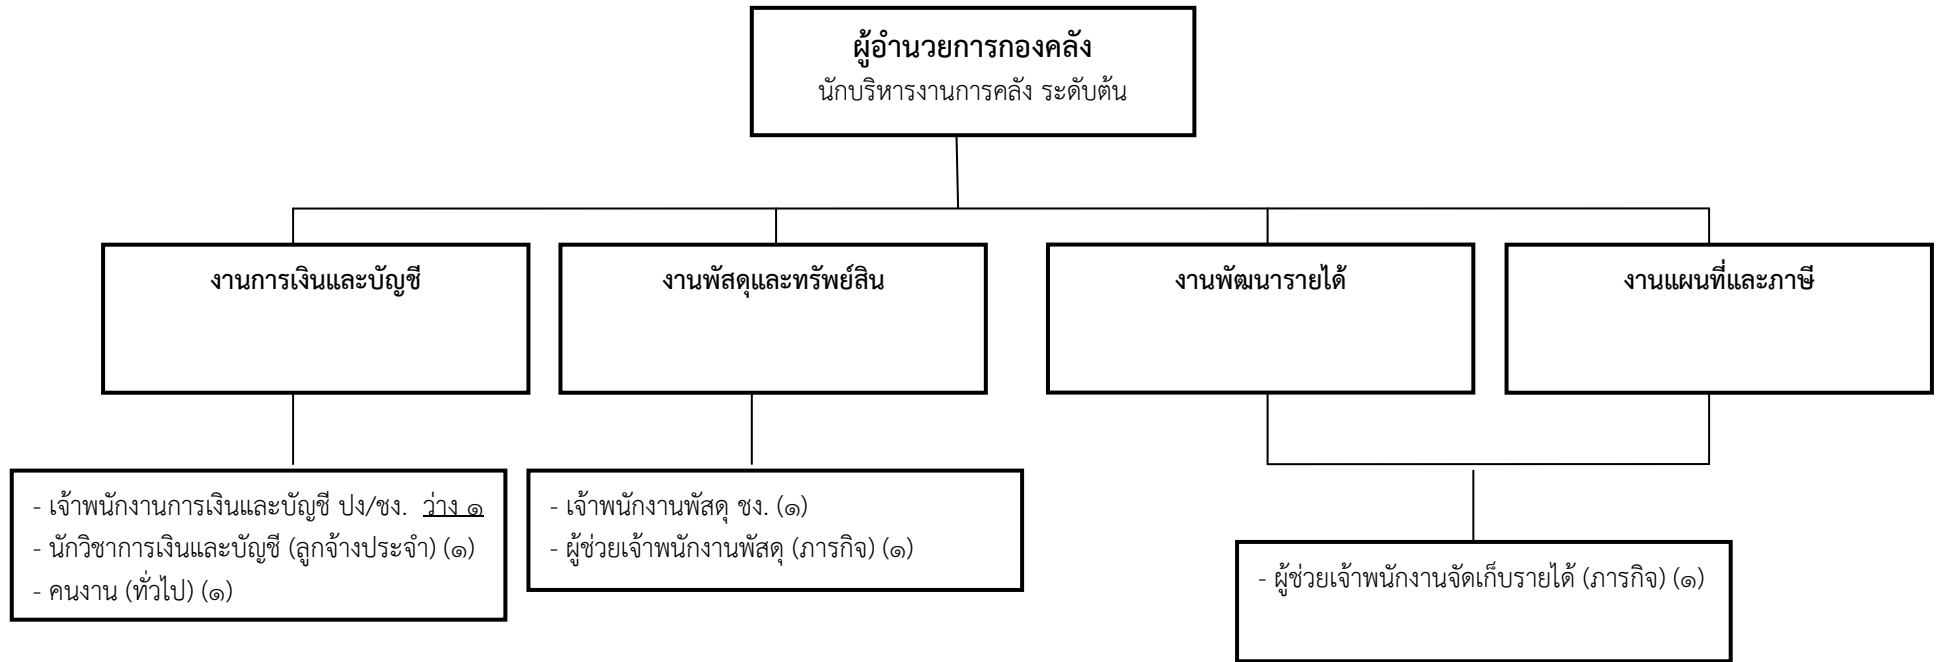 ผู้อำนวยการกองคลัง
นักบริหารงานการคลัง ระดับต้น
งานการเงินและบัญชี
งานพัสดุและทรัพย์สิน
งานพัฒนารายได้
งานแผนที่และภาษี
- เจ้าพนักงานการเงินและบัญชี ปง/ชง. ว่าง ๑
- นักวิชาการเงินและบัญชี (ลูกจ้างประจำ) (๑)
- คนงาน (ทั่วไป) (๑)
- เจ้าพนักงานพัสดุ ชง. (๑)
- ผู้ช่วยเจ้าพนักงานพัสดุ (ภารกิจ) (๑)
- ผู้ช่วยเจ้าพนักงานจัดเก็บรายได้ (ภารกิจ) (๑)